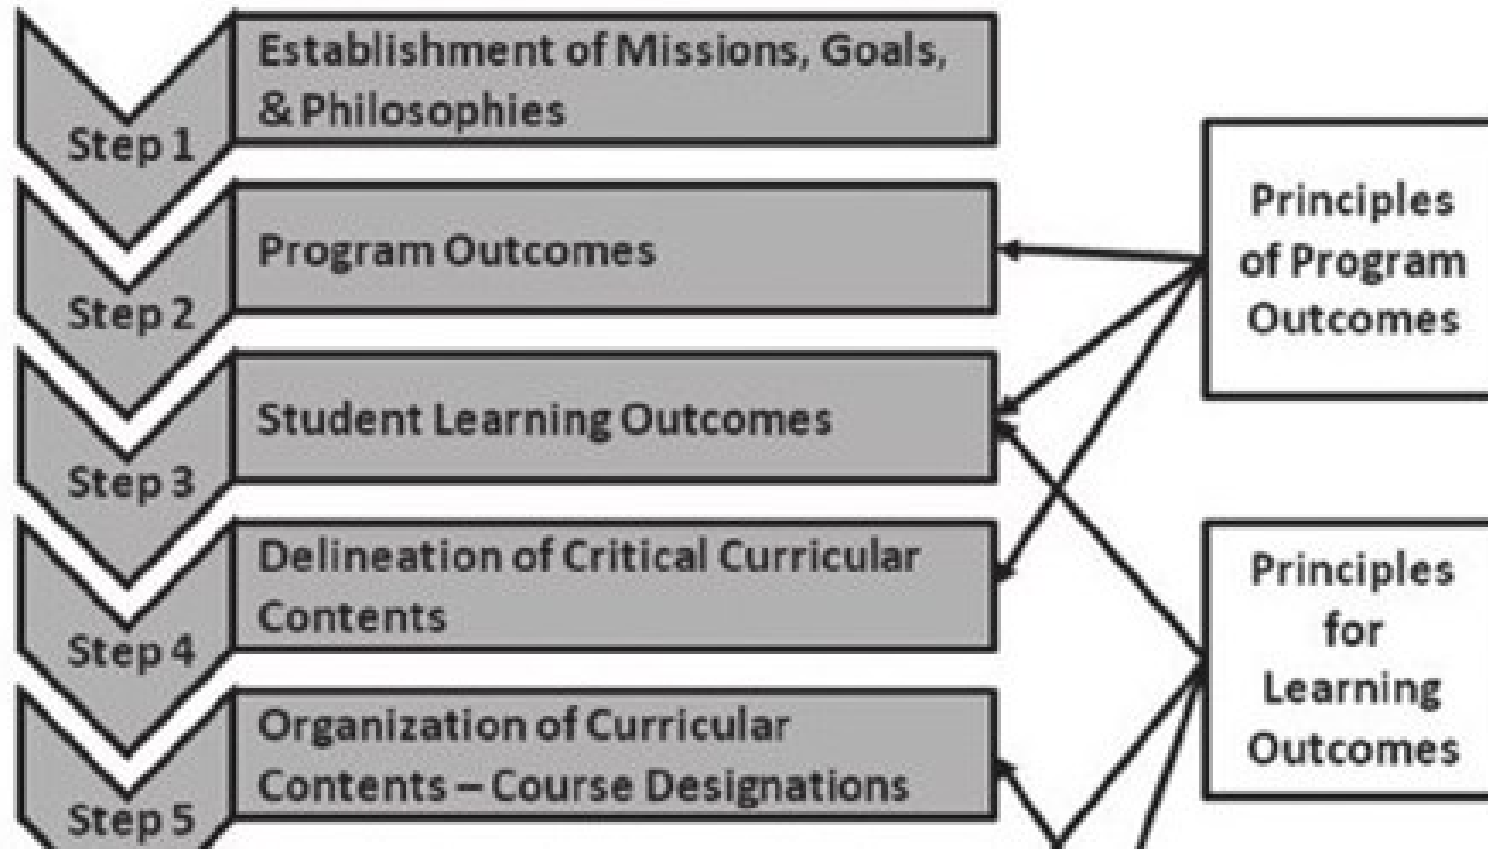 Step 1
Establishment of Missions, Goals,
& Philosophies
Step 2
Program Outcomes
Step 3
Student Learning Outcomes
Step 4
Delineation of Critical Curricular
Contents
Step 5
Organization of Curricular
Contents – Course Designations
Principles
of Program
Outcomes
Principles
for
Learning
Outcomes